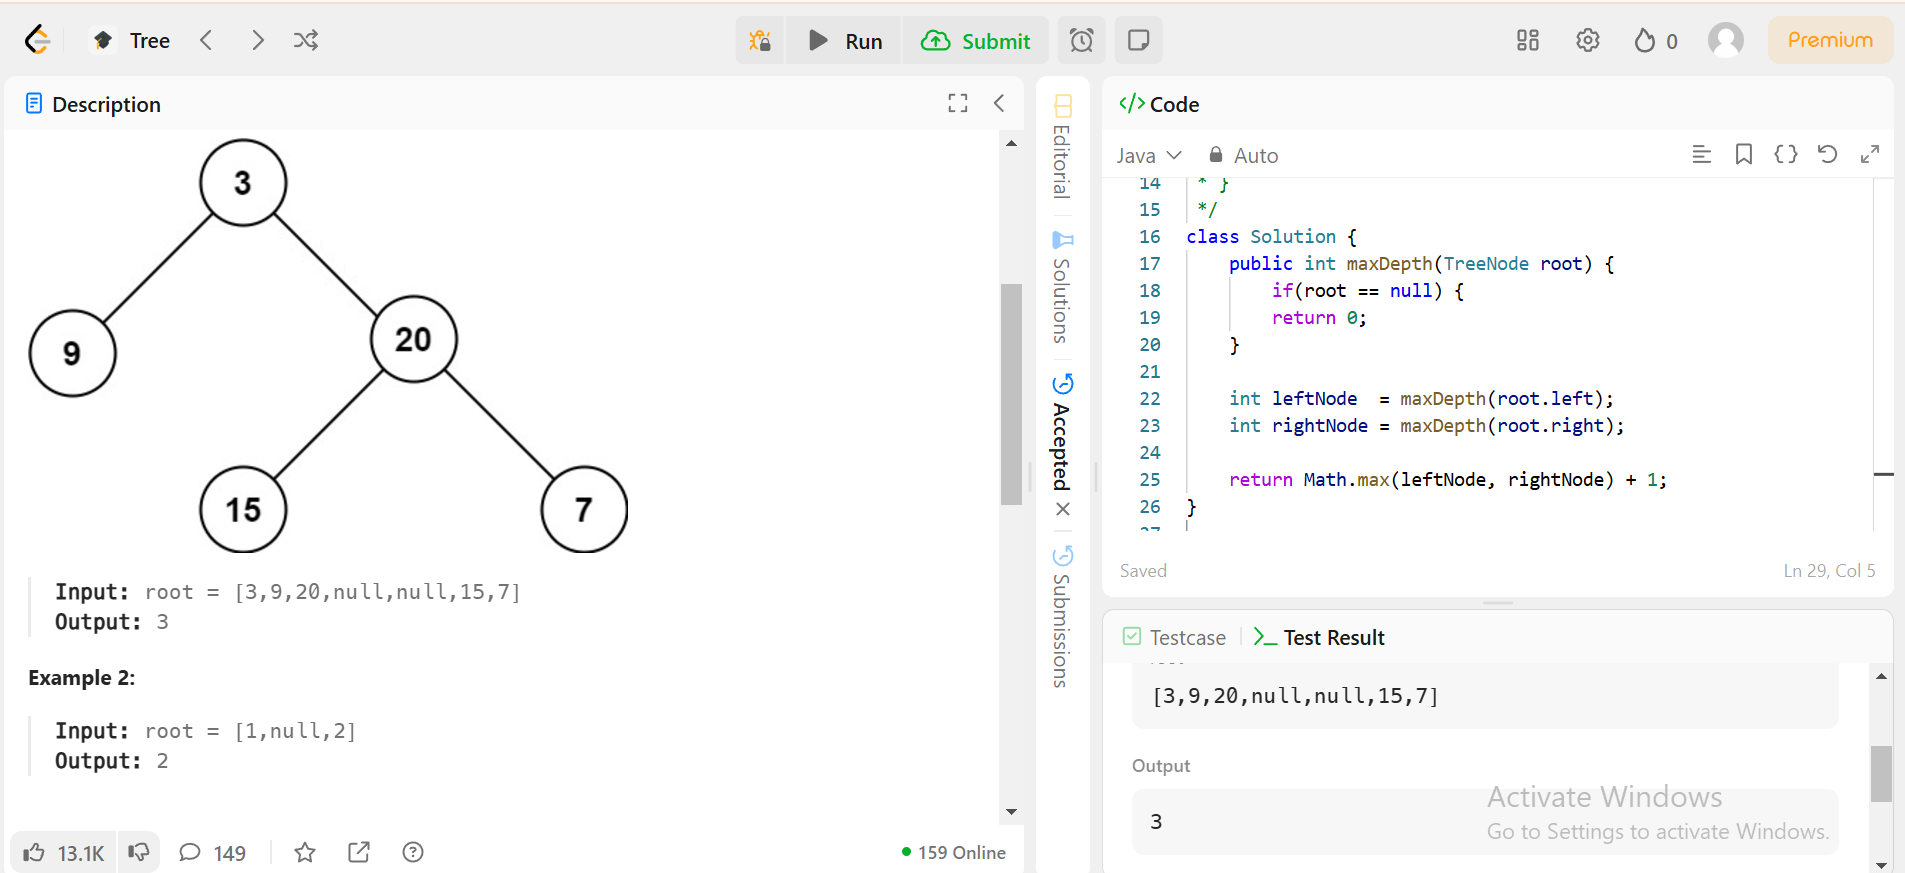 Tree
Run
Submit
0
Premium
Description
3
9
20
15
7
Input: root = [3,9,20,null,null,15,7]
Output: 3
Example 2:
Input: root = [1,null,2]
Output: 2
13.1K
149
159 Online
Editorial
Solutions
Accepted
Submissions
</> Code
Java
Auto
14 * }
15 */
16 class Solution {
17 public int maxDepth(TreeNode root) {
18 if(root == null) {
19 return 0;
20 }
21
22 int leftNode  = maxDepth(root.left);
23 int rightNode = maxDepth(root.right);
24
25 return Math.max(leftNode, rightNode) + 1;
26 }
27
Saved
Ln 29, Col 5
Testcase
Test Result
[3,9,20,null,null,15,7]
Output
3
Activate Windows
Go to Settings to activate Windows.